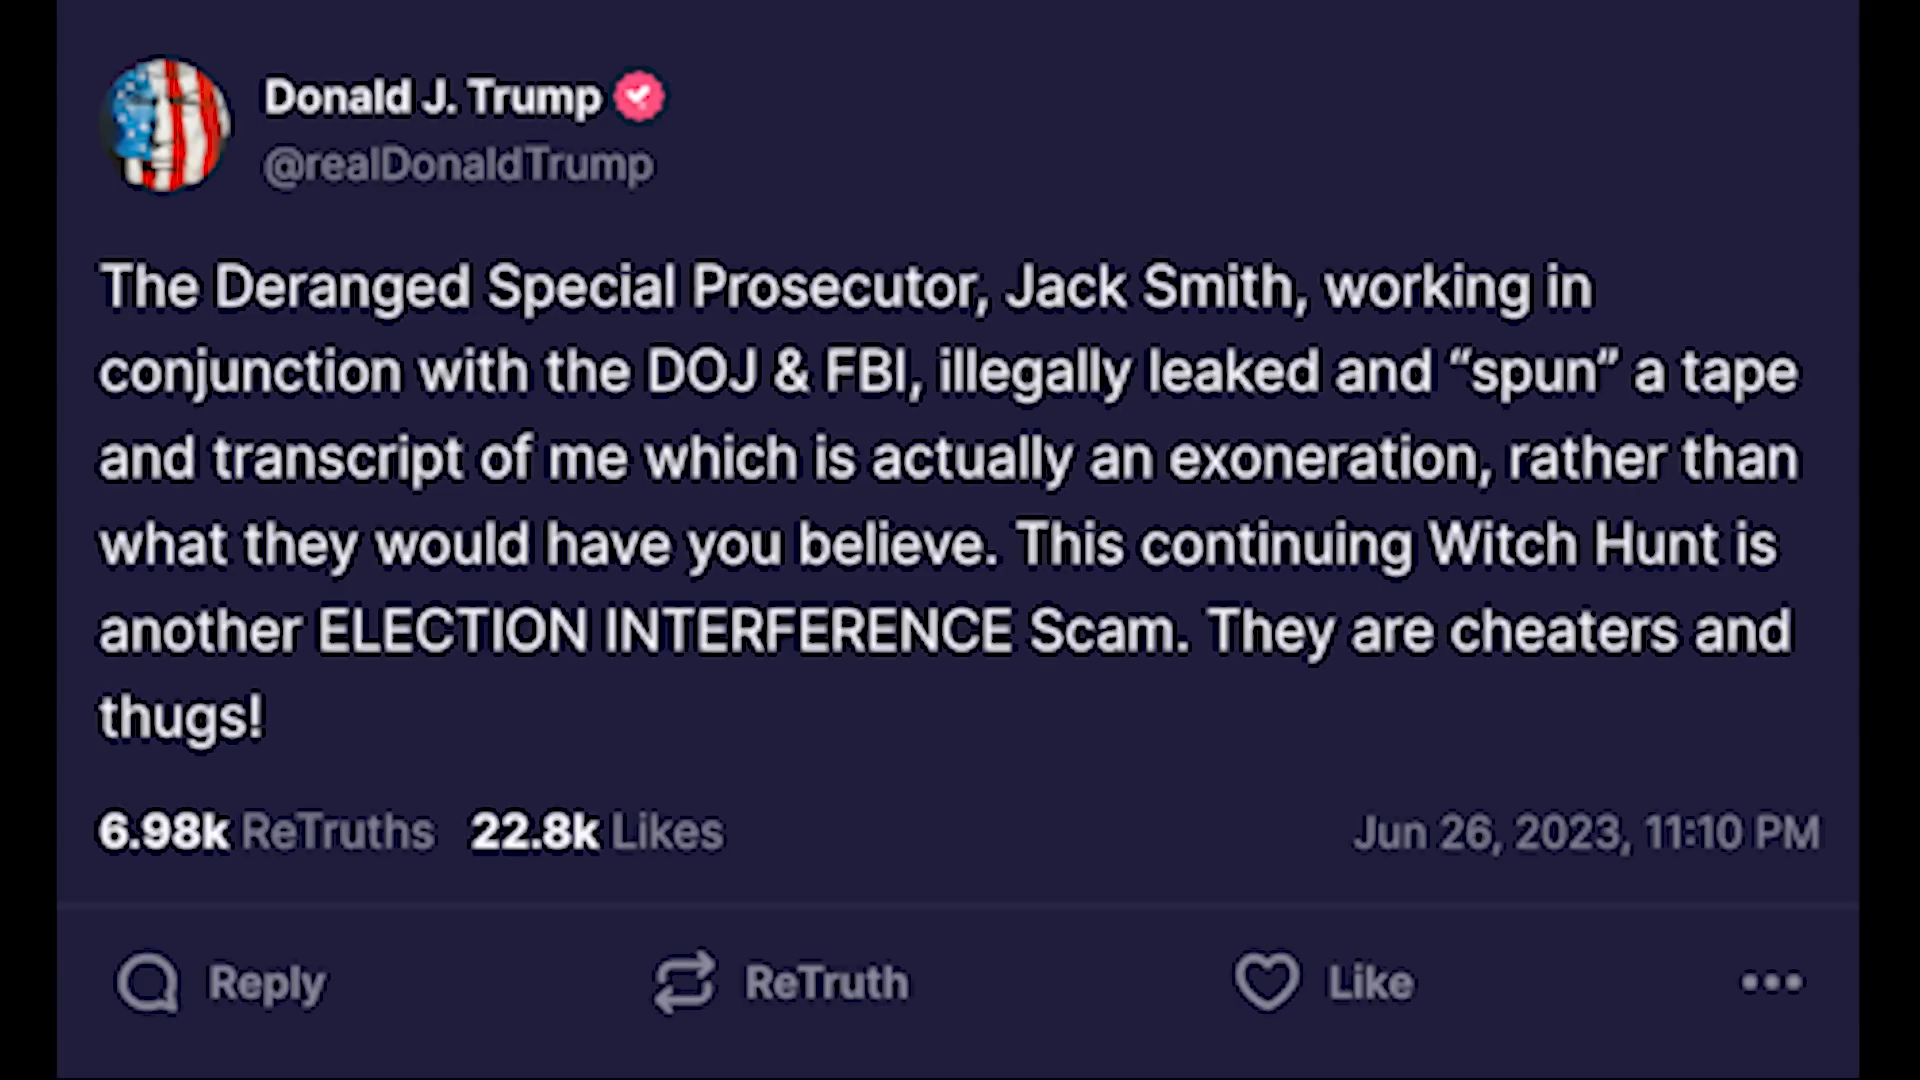 Donald J. Trump
@realDonaldTrump
The Deranged Special Prosecutor, Jack Smith, working in
conjunction with the DOJ & FBI, illegally leaked and “spun” a tape
and transcript of me which is actually an exoneration, rather than
what they would have you believe. This continuing Witch Hunt is
another ELECTION INTERFERENCE Scam. They are cheaters and
thugs!
6.98k ReTruths 22.8k Likes Jun 26, 2023, 11:10 PM
Reply ReTruth Like